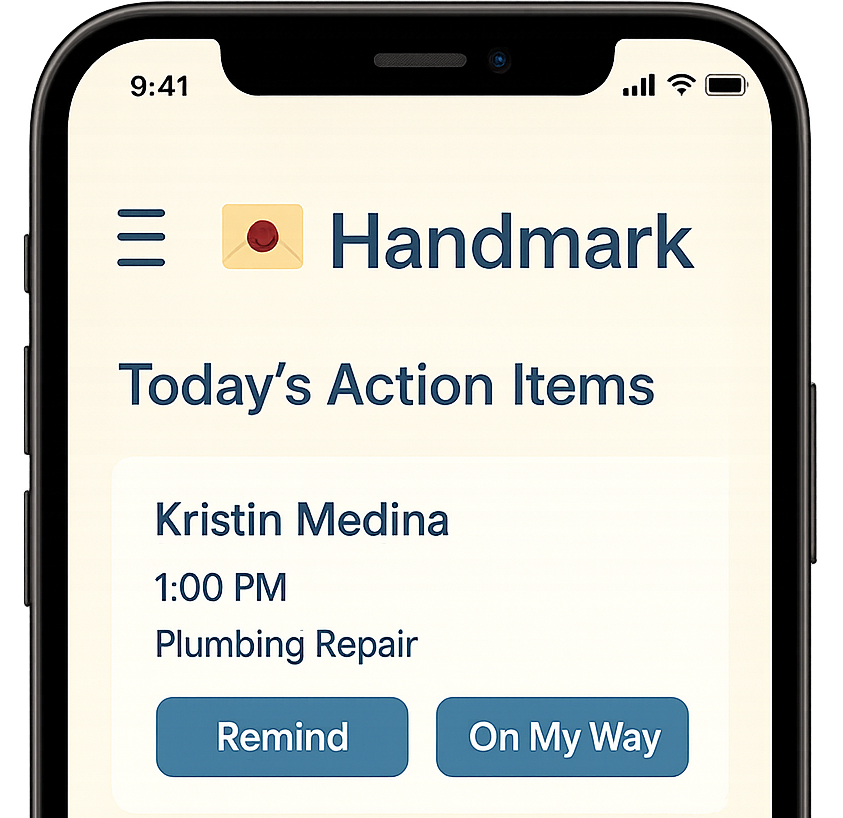 9:41
Handmark
Today’s Action Items
Kristin Medina
1:00 PM
Plumbing Repair
Remind
On My Way